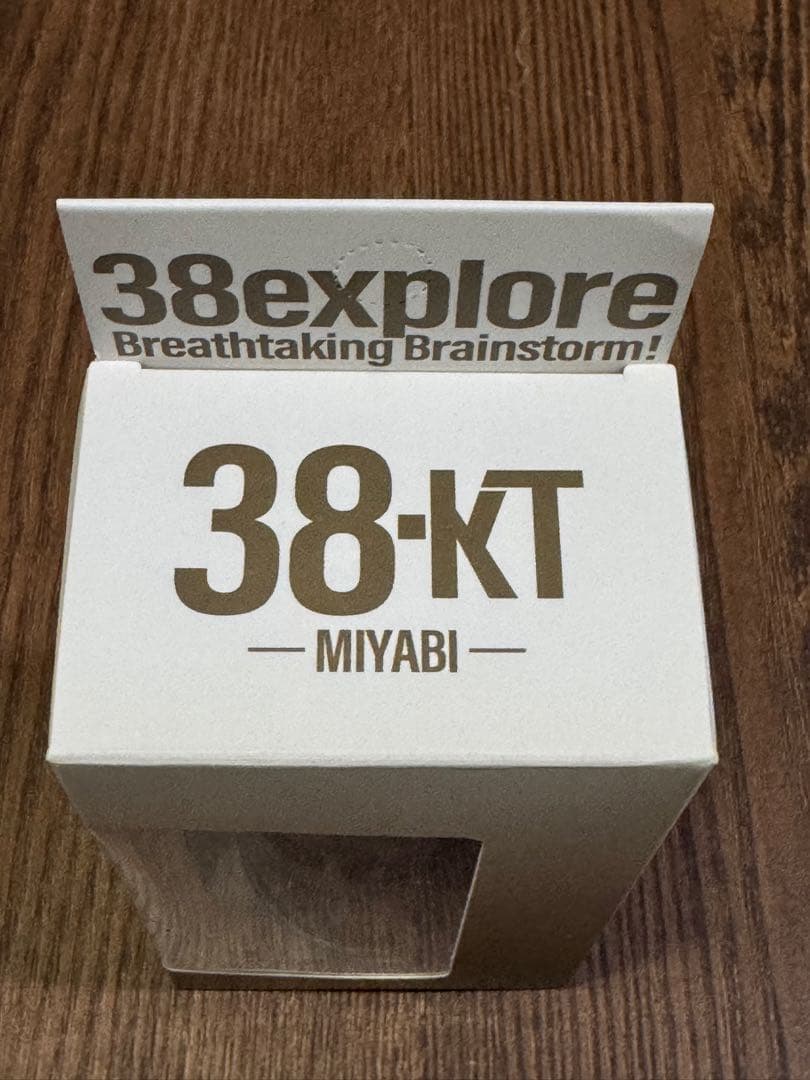 38explore
Breathtaking Brainstorm!
38-KT
MIYABI